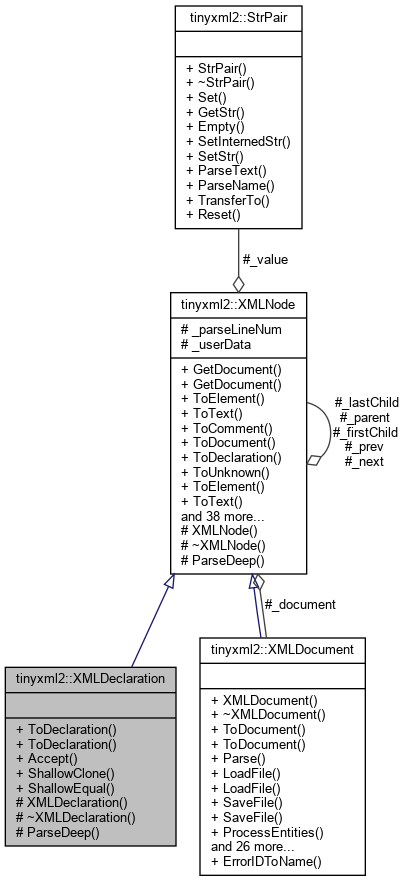 tinyxml2::StrPair
+ StrPair()
+ ~StrPair()
+ Set()
+ GetStr()
+ Empty()
+ SetInternedStr()
+ SetStr()
+ ParseText()
+ ParseName()
+ TransferTo()
+ Reset()
#_value
tinyxml2::XMLNode
# _parseLineNum
# _userData
+ GetDocument()
+ GetDocument()
+ ToElement()
+ ToText()
+ ToComment()
+ ToDocument()
+ ToDeclaration()
+ ToUnknown()
+ ToElement()
+ ToText()
and 38 more...
# XMLNode()
# ~XMLNode()
# ParseDeep()
#_lastChild
#_parent
#_firstChild
#_prev
#_next
#_document
tinyxml2::XMLDeclaration
+ ToDeclaration()
+ ToDeclaration()
+ Accept()
+ ShallowClone()
+ ShallowEqual()
# XMLDeclaration()
# ~XMLDeclaration()
# ParseDeep()
tinyxml2::XMLDocument
+ XMLDocument()
+ ~XMLDocument()
+ ToDocument()
+ ToDocument()
+ Parse()
+ LoadFile()
+ LoadFile()
+ SaveFile()
+ SaveFile()
+ ProcessEntities()
and 26 more...
+ ErrorIDToName()